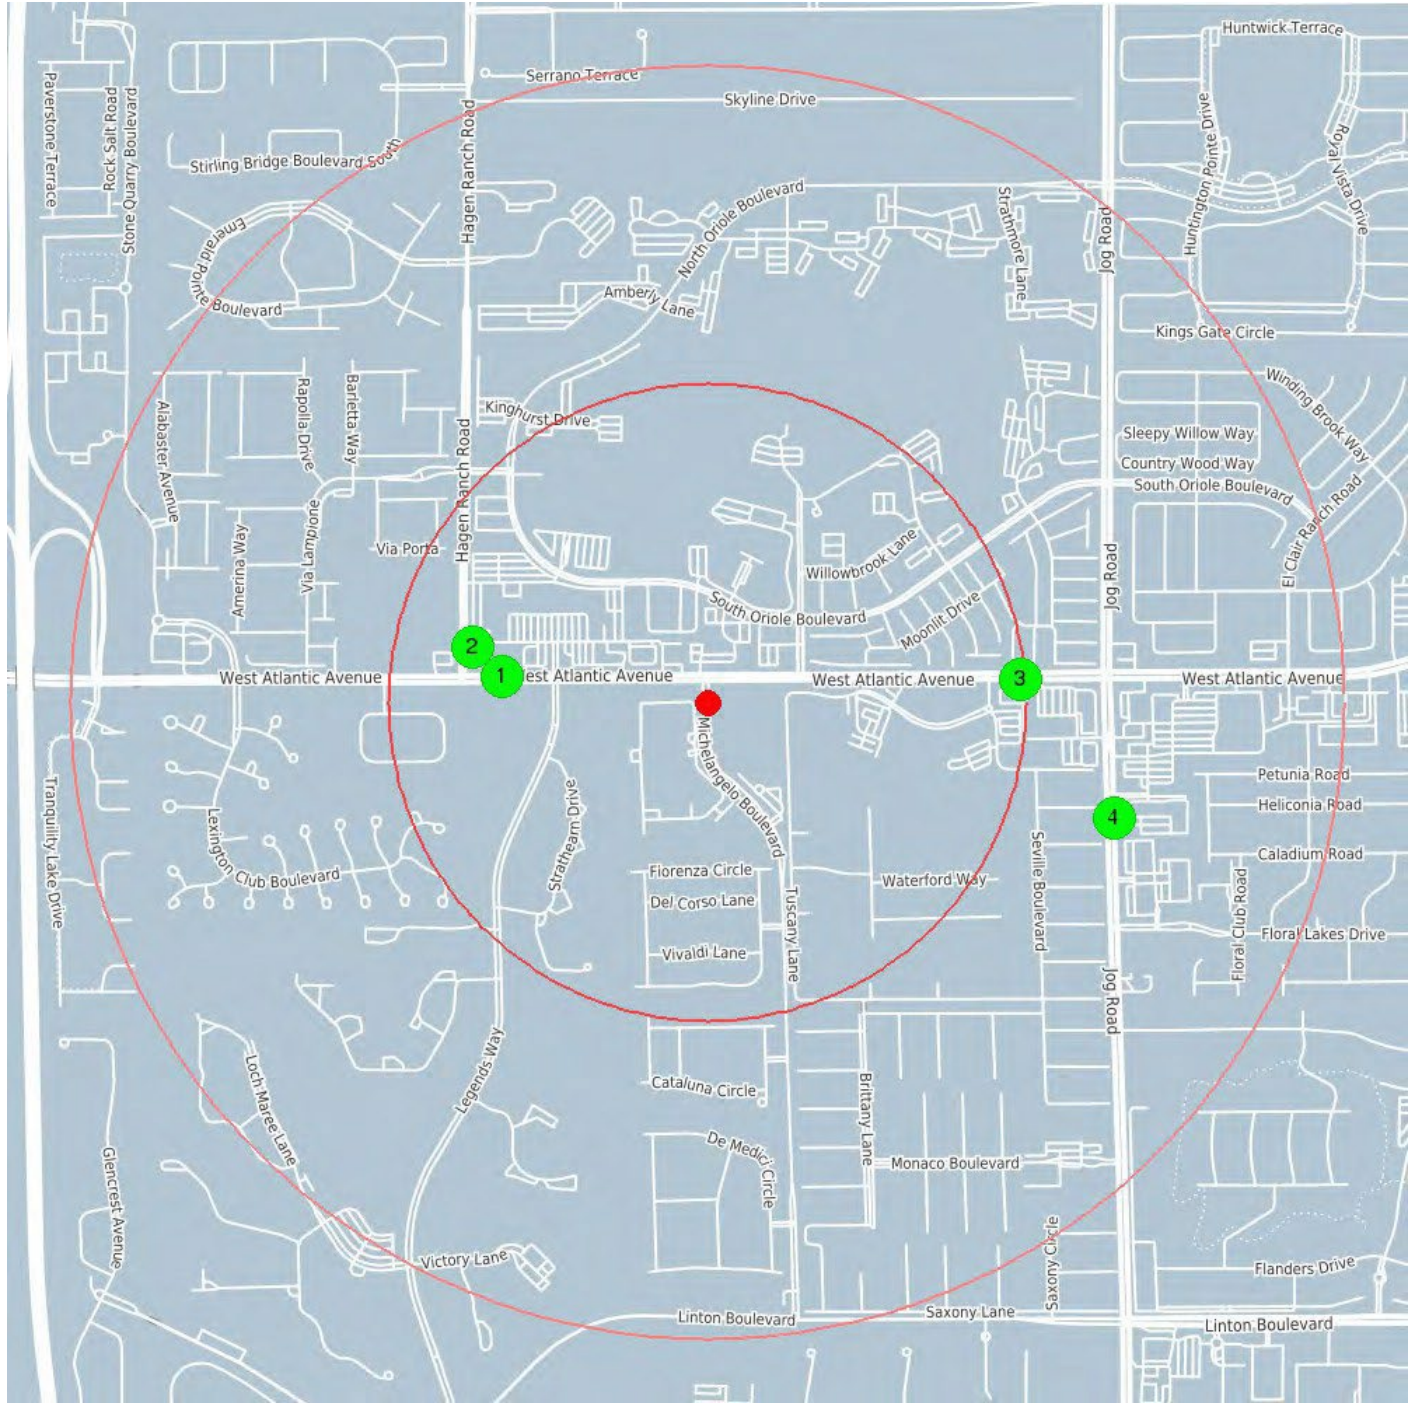 Huntwick Terrace
Serrano Terrace
Skyline Drive
Paverstone Terrace
Rock Salt Road
Stone Quarry Boulevard
Hagen Ranch Road
Huntington Pointe Drive
Royal Vista Drive
Stirling Bridge Boulevard South
North Oriole Boulevard
Strathmore Lane
Jog Road
Emerald Pointe Boulevard
Amberly Lane
Kings Gate Circle
Alabaster Avenue
Rapolla Drive
Barletta Way
Kinghurst Drive
Hagen Ranch Road
Winding Brook Way
Sleepy Willow Way
Country Wood Way
South Oriole Boulevard
El Clair Ranch Road
Amerina Way
Via Lampione
Via Porta
Willowbrook Lane
Jog Road
South Oriole Boulevard
Moonlit Drive
2
1
3
West Atlantic Avenue
est Atlantic Avenue
West Atlantic Avenue
West Atlantic Avenue
Michelangelo Boulevard
Tranquility Lake Drive
Lexington Club Boulevard
Strathearn Drive
Petunia Road
Heliconia Road
4
Caladium Road
Seville Boulevard
Fiorenza Circle
Del Corso Lane
Vivaldi Lane
Tuscany Lane
Waterford Way
Floral Club Road
Floral Lakes Drive
Jog Road
Legends Way
Loch Maree Lane
Cataluna Circle
Brittany Lane
De Medici Circle
Monaco Boulevard
Glencrest Avenue
Victory Lane
Saxony Circle
Flanders Drive
Linton Boulevard
Saxony Lane
Linton Boulevard